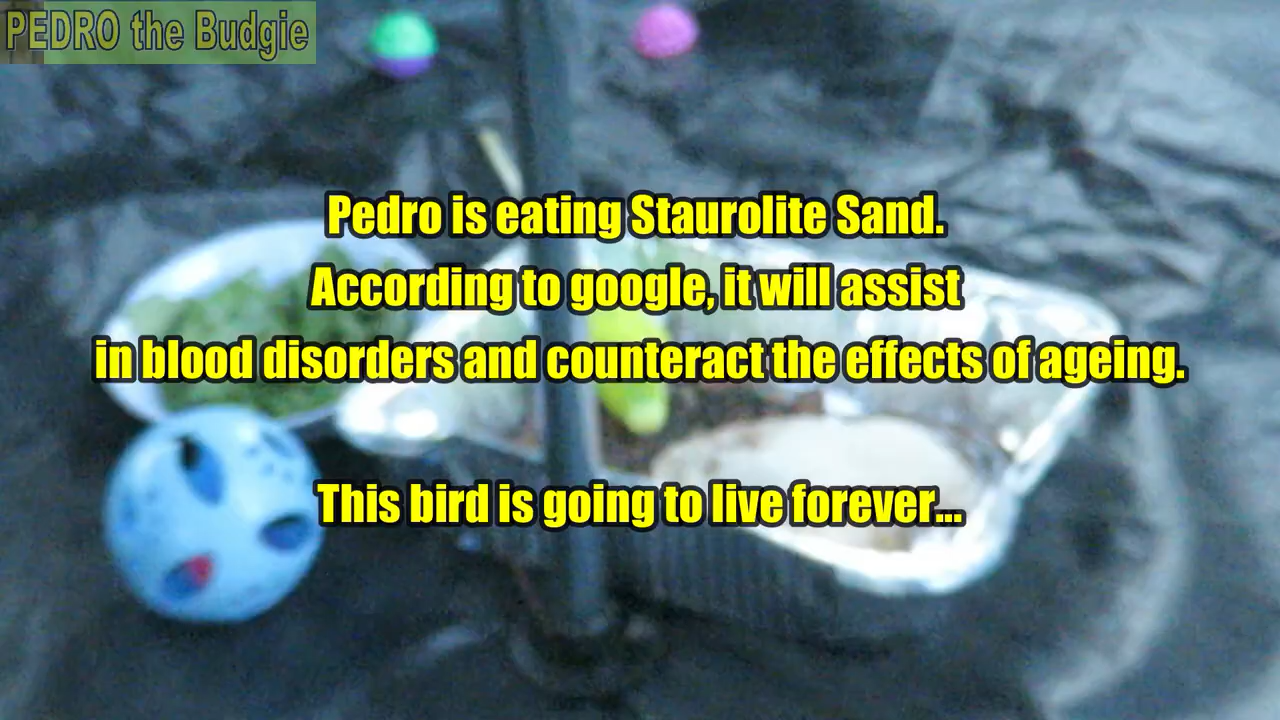 PEDRO the Budgie
Pedro is eating Staurolite Sand.
According to google, it will assist
in blood disorders and counteract the effects of ageing.
This bird is going to live forever...